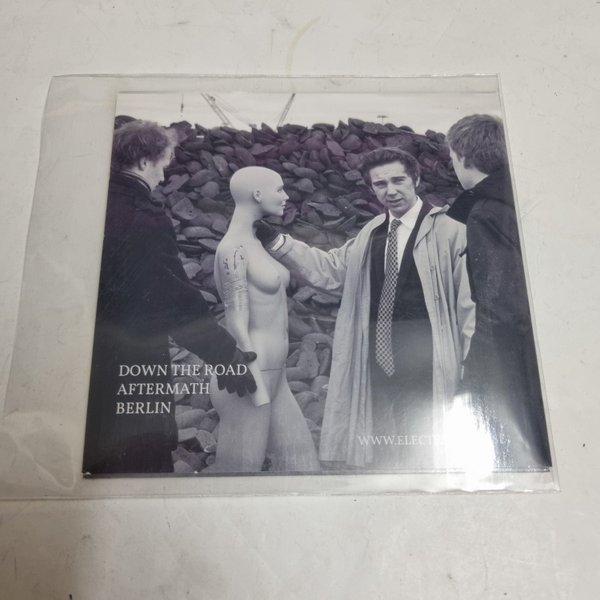 DOWN THE ROAD
AFTERMATH
BERLIN